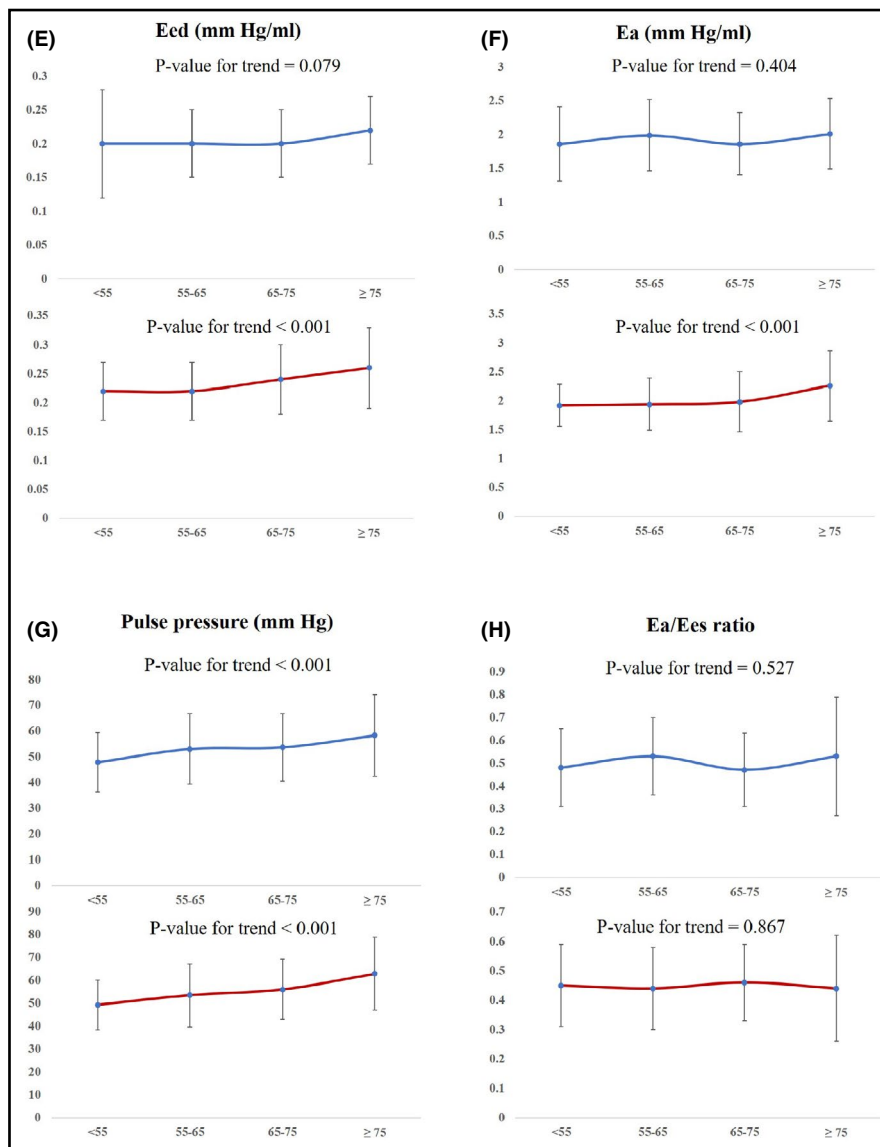 (E)
Eed (mm Hg/ml)
P-value for trend = 0.079
0.3
0.25
0.2
0.15
0.1
0.05
0
<55 55-65 65-75 ≥ 75
P-value for trend < 0.001
0.35
0.3
0.25
0.2
0.15
0.1
0.05
0
<55 55-65 65-75 ≥ 75
(F)
Ea (mm Hg/ml)
P-value for trend = 0.404
3
2.5
2
1.5
1
0.5
0
<55 55-65 65-75 ≥ 75
P-value for trend < 0.001
3.5
3
2.5
2
1.5
1
0.5
0
<55 55-65 65-75 ≥ 75
(G)
Pulse pressure (mm Hg)
P-value for trend < 0.001
80
70
60
50
40
30
20
10
0
<55 55-65 65-75 ≥ 75
P-value for trend < 0.001
90
80
70
60
50
40
30
20
10
0
<55 55-65 65-75 ≥ 75
(H)
Ea/Ees ratio
P-value for trend = 0.527
0.9
0.8
0.7
0.6
0.5
0.4
0.3
0.2
0.1
0
<55 55-65 65-75 ≥ 75
P-value for trend = 0.867
0.7
0.6
0.5
0.4
0.3
0.2
0.1
0
<55 55-65 65-75 ≥ 75